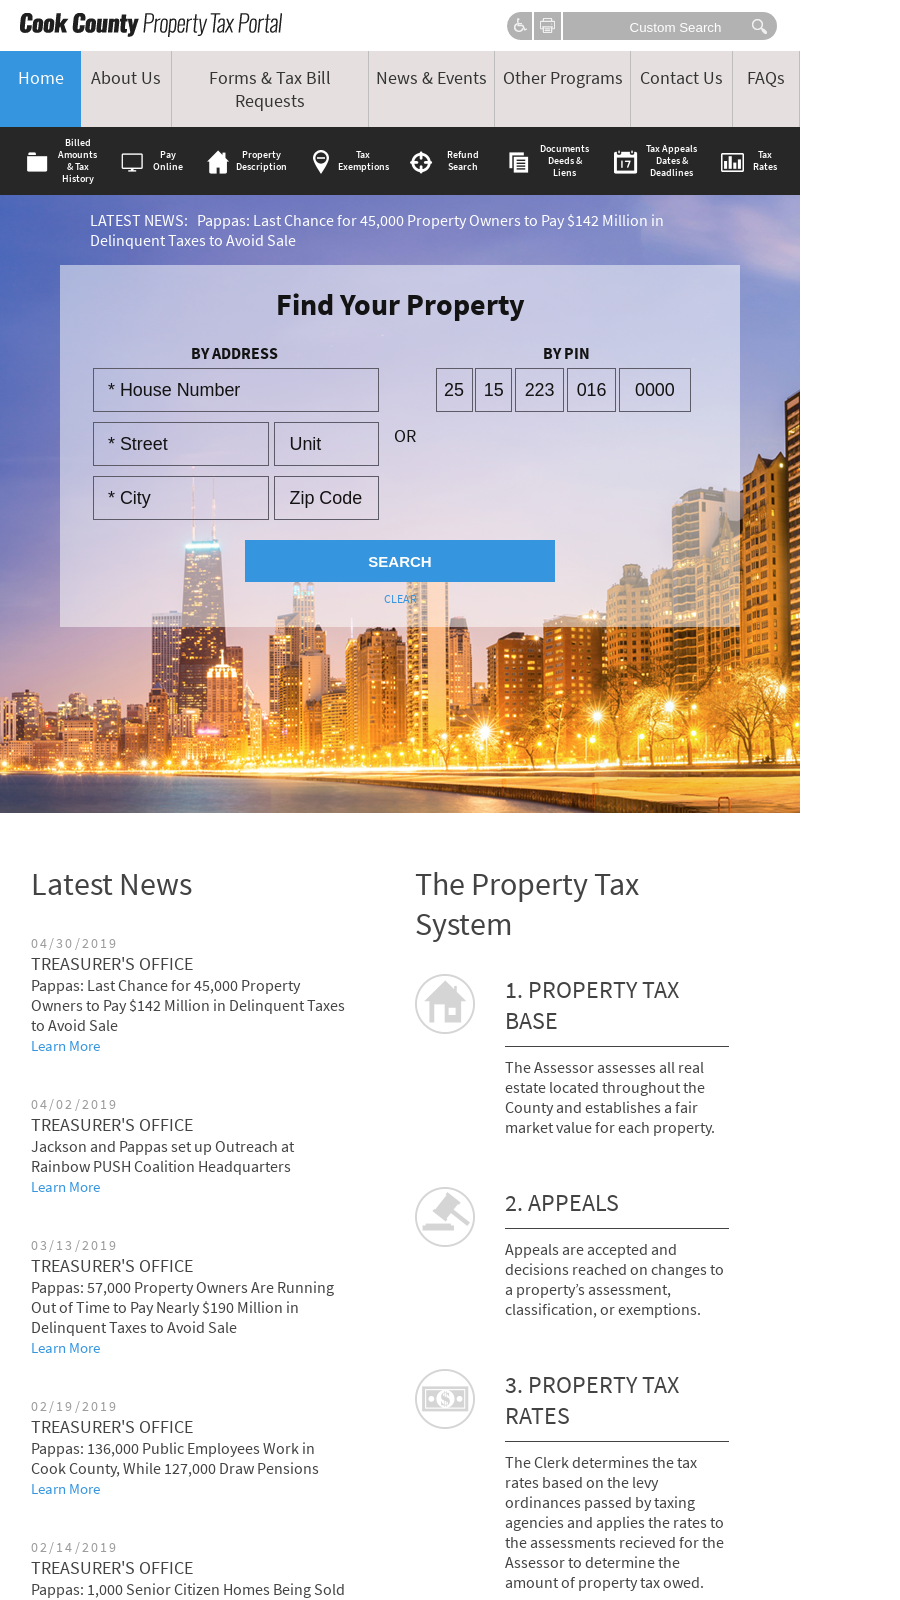 Cook County Property Tax Portal
Custom Search
Home
About Us
Forms & Tax Bill
Requests
News & Events
Other Programs
Contact Us
FAQs
Billed
Amounts
& Tax
History
Pay
Online
Property
Description
Tax
Exemptions
Refund
Search
Documents
Deeds &
Liens
17
Tax Appeals
Dates &
Deadlines
Tax
Rates
LATEST NEWS: Pappas: Last Chance for 45,000 Property Owners to Pay $142 Million in
Delinquent Taxes to Avoid Sale
Find Your Property
BY ADDRESS
* House Number
* Street
Unit
* City
Zip Code
OR
BY PIN
25 15 223 016 0000
SEARCH
CLEAR
Latest News
04/30/2019
TREASURER'S OFFICE
Pappas: Last Chance for 45,000 Property
Owners to Pay $142 Million in Delinquent Taxes
to Avoid Sale
Learn More
04/02/2019
TREASURER'S OFFICE
Jackson and Pappas set up Outreach at
Rainbow PUSH Coalition Headquarters
Learn More
03/13/2019
TREASURER'S OFFICE
Pappas: 57,000 Property Owners Are Running
Out of Time to Pay Nearly $190 Million in
Delinquent Taxes to Avoid Sale
Learn More
02/19/2019
TREASURER'S OFFICE
Pappas: 136,000 Public Employees Work in
Cook County, While 127,000 Draw Pensions
Learn More
02/14/2019
TREASURER'S OFFICE
Pappas: 1,000 Senior Citizen Homes Being Sold
The Property Tax
System
1. PROPERTY TAX
BASE
The Assessor assesses all real
estate located throughout the
County and establishes a fair
market value for each property.
2. APPEALS
Appeals are accepted and
decisions reached on changes to
a property’s assessment,
classification, or exemptions.
$
3. PROPERTY TAX
RATES
The Clerk determines the tax
rates based on the levy
ordinances passed by taxing
agencies and applies the rates to
the assessments recieved for the
Assessor to determine the
amount of property tax owed.